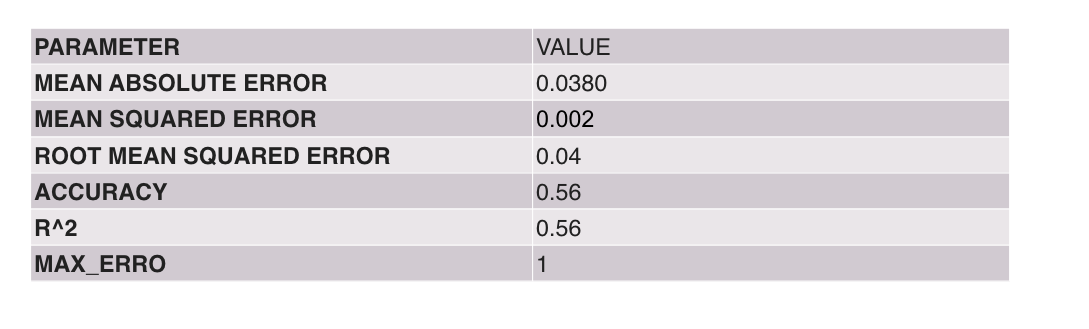 PARAMETER VALUE
MEAN ABSOLUTE ERROR 0.0380
MEAN SQUARED ERROR 0.002
ROOT MEAN SQUARED ERROR 0.04
ACCURACY 0.56
R^2 0.56
MAX_ERRO 1